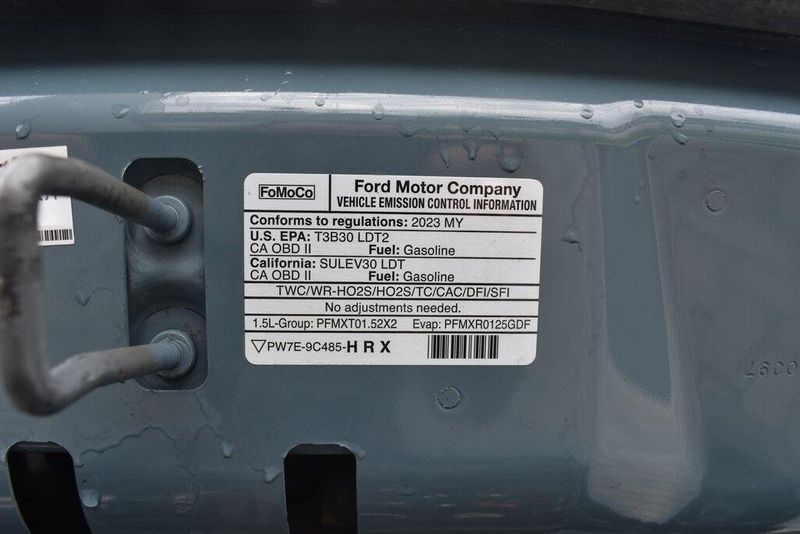 FoMoCo
Ford Motor Company
VEHICLE EMISSION CONTROL INFORMATION
Conforms to regulations: 2023 MY
U.S. EPA: T3B30 LDT2
CA OBD II Fuel: Gasoline
California: SULEV30 LDT
CA OBD II Fuel: Gasoline
TWC/WR-HO2S/HO2S/TC/CAC/DFI/SFI
No adjustments needed.
1.5L-Group: PFMXT01.52X2 Evap: PFMXR0125GDF
▽PW7E-9C485-HRX